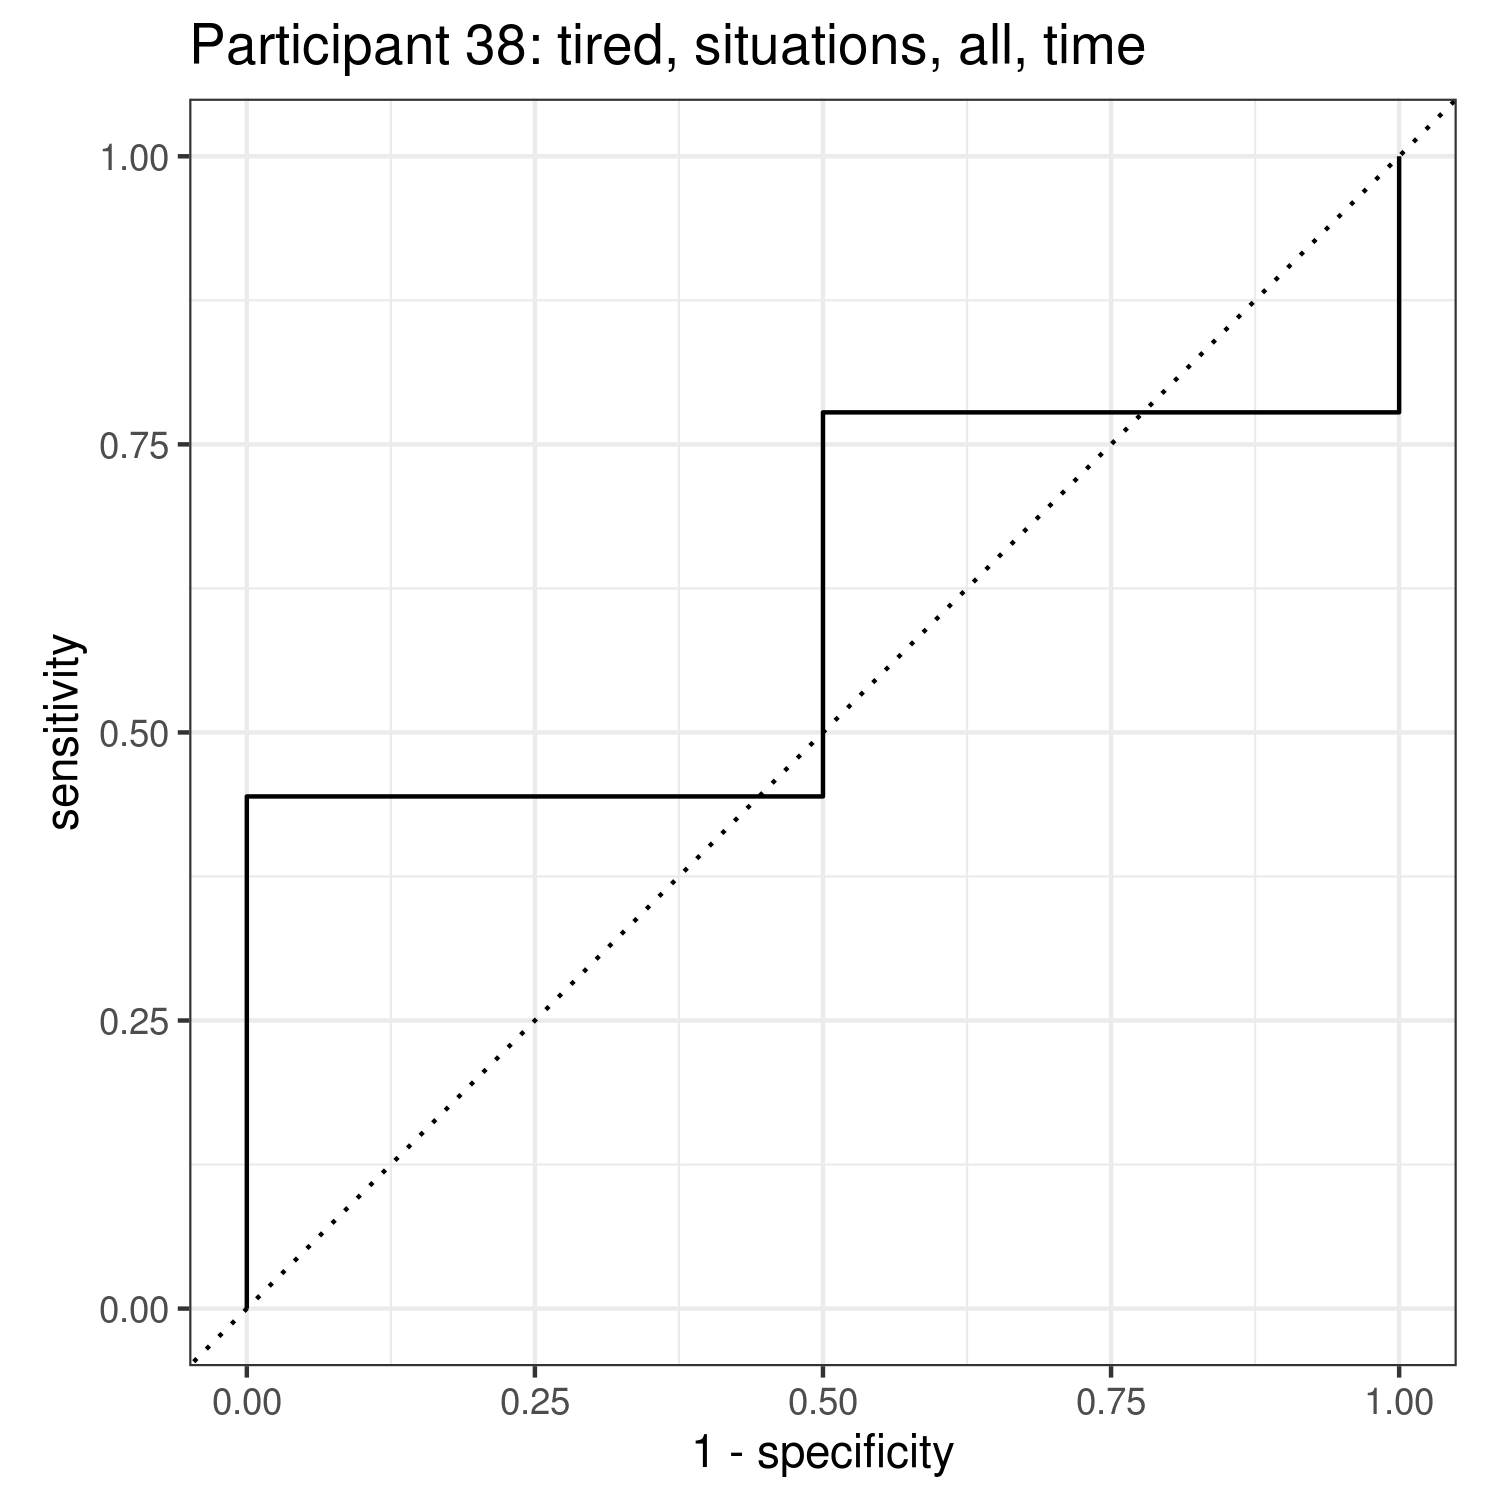 Participant 38: tired, situations, all, time
1.00
0.75
0.50
0.25
0.00
sensitivity
0.00 0.25 0.50 0.75 1.00
1 - specificity